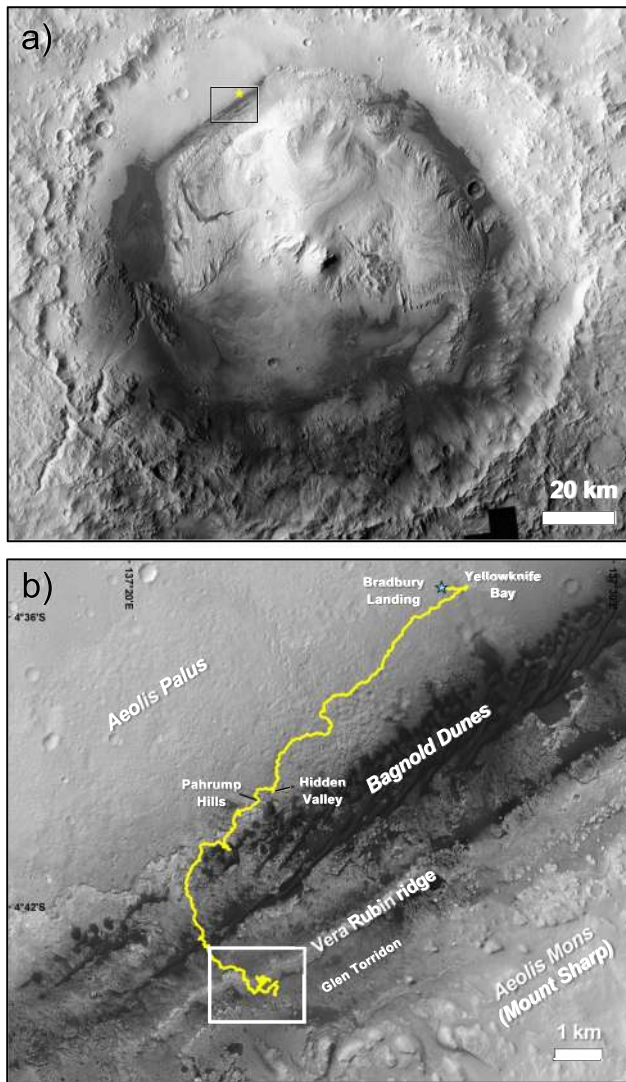 a)
20 km
b)
137°20'E
Bradbury
Landing
Yellowknife
Bay
4°36'S
Aeolis Palus
Bagnold Dunes
Pahrump
Hills
Hidden
Valley
4°42'S
Vera Rubin ridge
Glen Torridon
Aeolis Mons
(Mount Sharp)
1 km